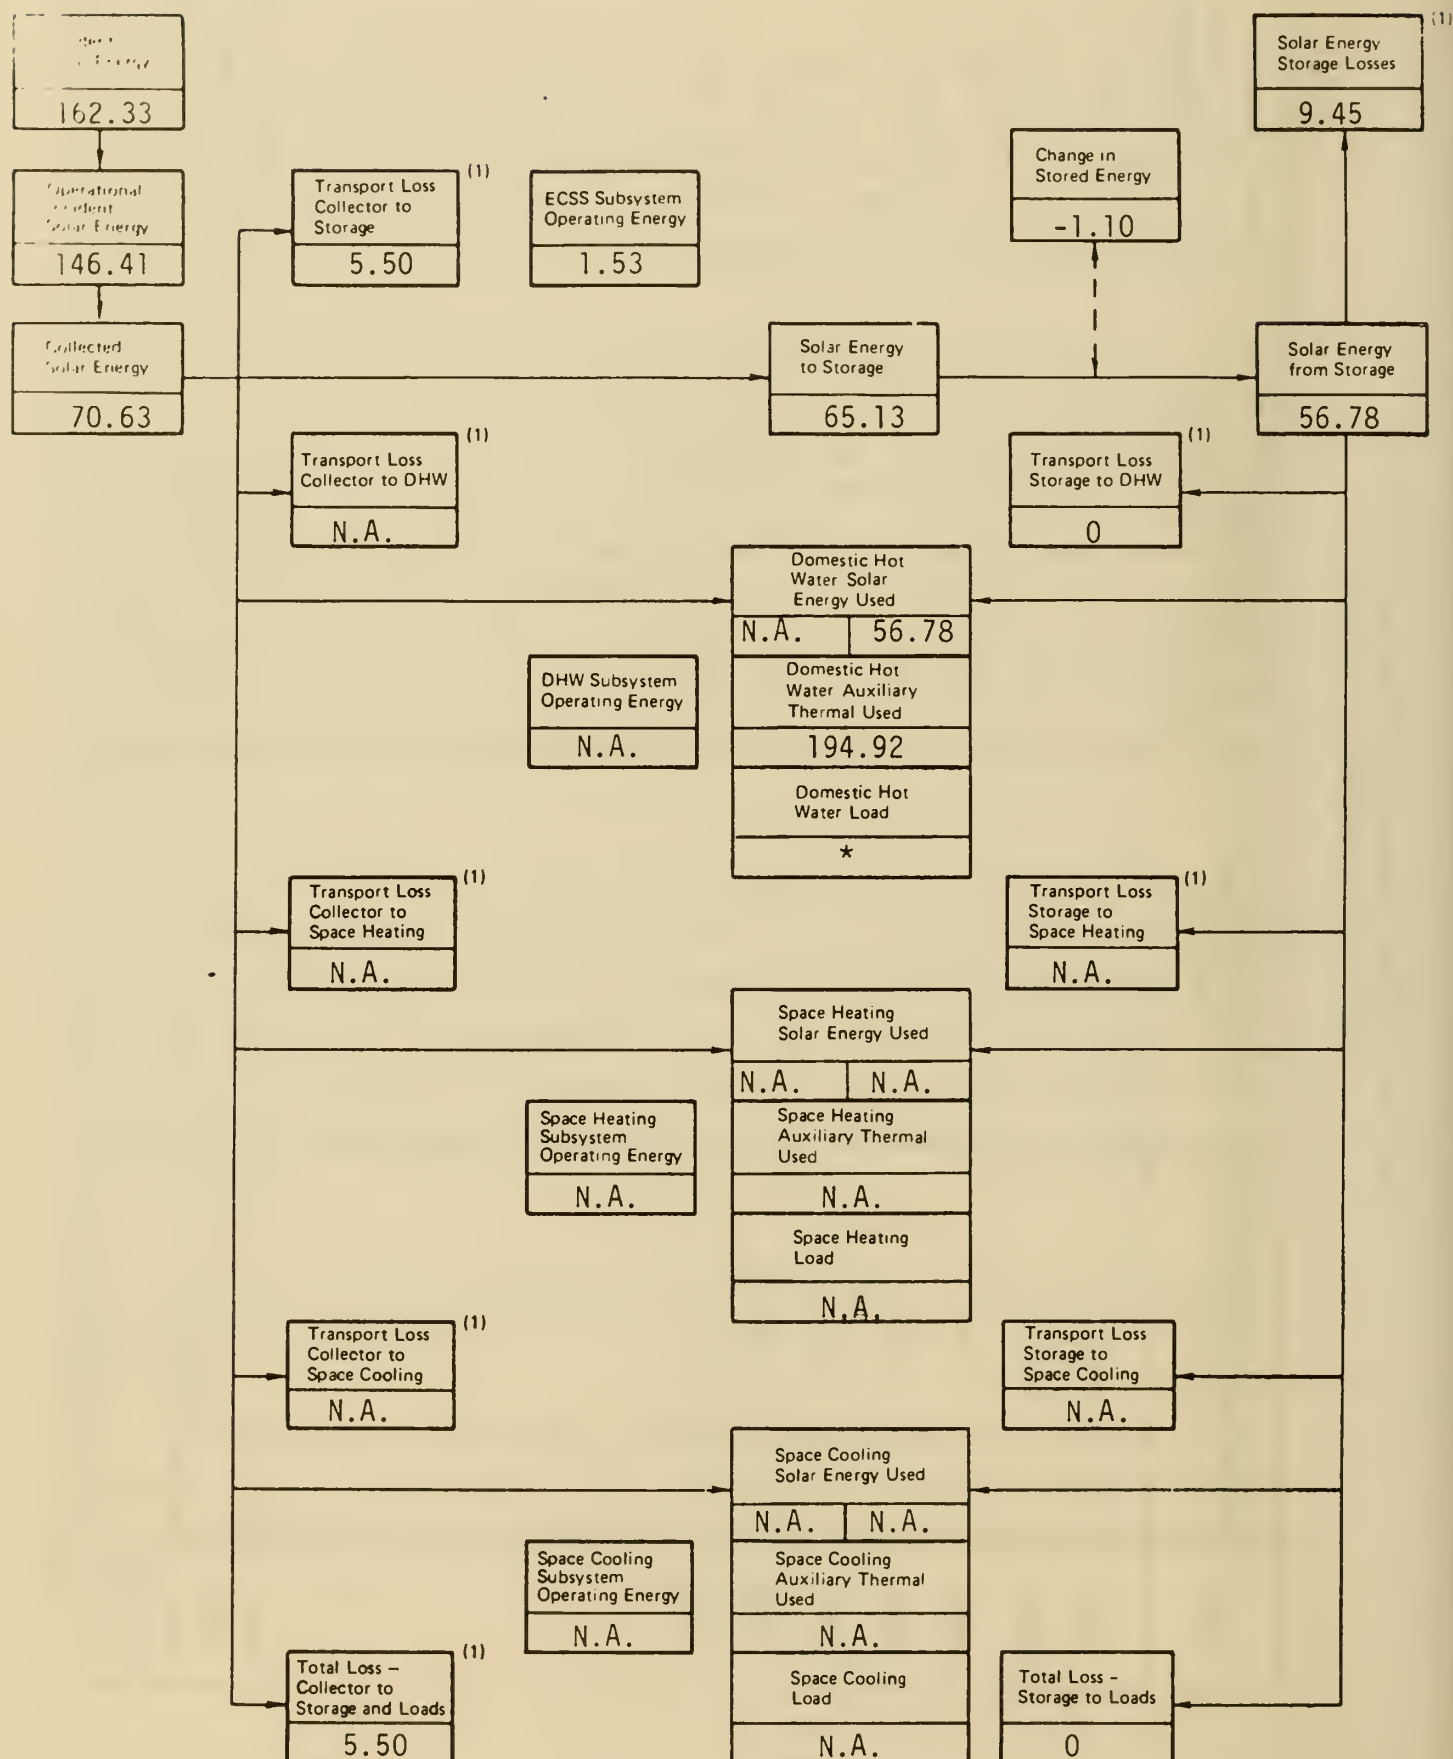 Energy
162.33
Operational
Incident
Solar Energy
146.41
Collected
Solar Energy
70.63
Transport Loss
Collector to
Storage
(1)
5.50
ECSS Subsystem
Operating Energy
1.53
Change in
Stored Energy
-1.10
Solar Energy
Storage Losses
(1)
9.45
Solar Energy
to Storage
65.13
Solar Energy
from Storage
56.78
Transport Loss
Collector to DHW
(1)
N.A.
Transport Loss
Storage to DHW
(1)
0
Domestic Hot
Water Solar
Energy Used
N.A. 56.78
Domestic Hot
Water Auxiliary
Thermal Used
194.92
Domestic Hot
Water Load
*
DHW Subsystem
Operating Energy
N.A.
Transport Loss
Collector to
Space Heating
(1)
N.A.
Transport Loss
Storage to
Space Heating
(1)
N.A.
Space Heating
Solar Energy Used
N.A. N.A.
Space Heating
Auxiliary Thermal
Used
N.A.
Space Heating
Load
N.A.
Space Heating
Subsystem
Operating Energy
N.A.
Transport Loss
Collector to
Space Cooling
(1)
N.A.
Transport Loss
Storage to
Space Cooling
N.A.
Space Cooling
Solar Energy Used
N.A. N.A.
Space Cooling
Auxiliary Thermal
Used
N.A.
Space Cooling
Load
N.A.
Space Cooling
Subsystem
Operating Energy
N.A.
Total Loss –
Collector to
Storage and Loads
(1)
5.50
Total Loss -
Storage to Loads
0